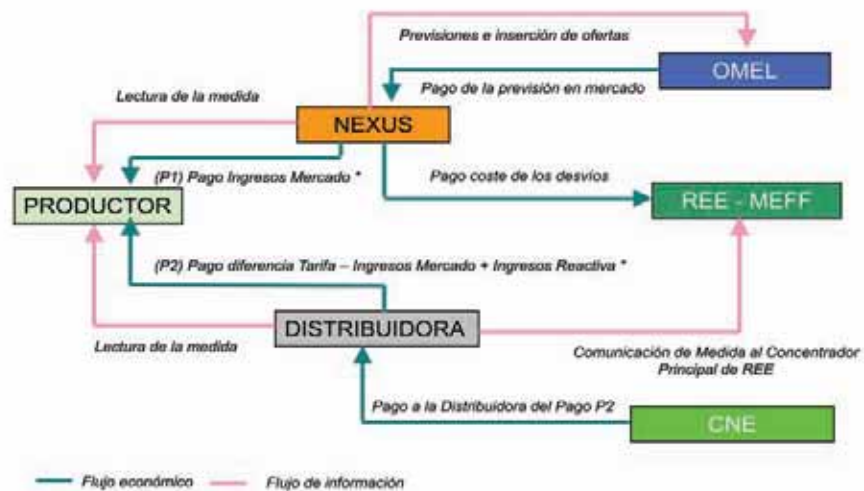 Previsiones e inserción de ofertas
OMEL
Pago de la previsión en mercado
Lectura de la medida
NEXUS
(P1) Pago Ingresos Mercado *
Pago coste de los desvíos
PRODUCTOR
REE - MEFF
(P2) Pago diferencia Tarifa – Ingresos Mercado + Ingresos Reactiva *
DISTRIBUIDORA
Lectura de la medida
Comunicación de Medida al Concentrador
Principal de REE
Pago a la Distribuidora del Pago P2
CNE
Flujo económico
Flujo de información